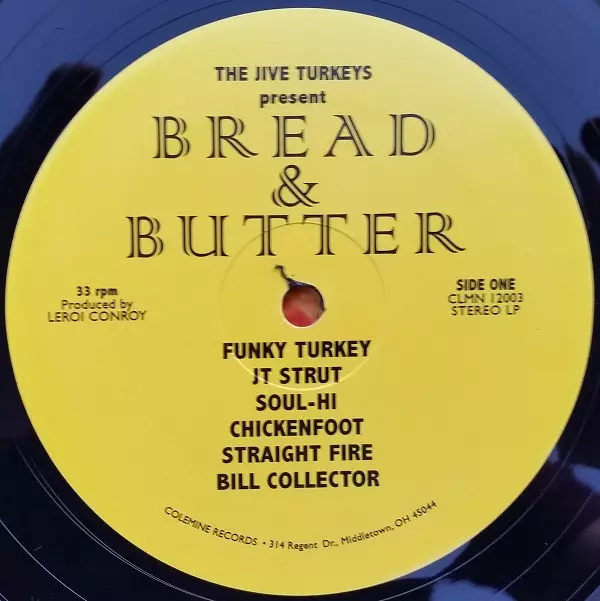 THE JIVE TURKEYS
present
BREAD
&
BUTTER
33 rpm
Produced by
LEROI CONROY
SIDE ONE
CLMN 12003
STEREO LP
FUNKY TURKEY
JT STRUT
SOUL-HI
CHICKENFOOT
STRAIGHT FIRE
BILL COLLECTOR
COLEMINE RECORDS • 314 Regent Dr., Middletown, OH 45044